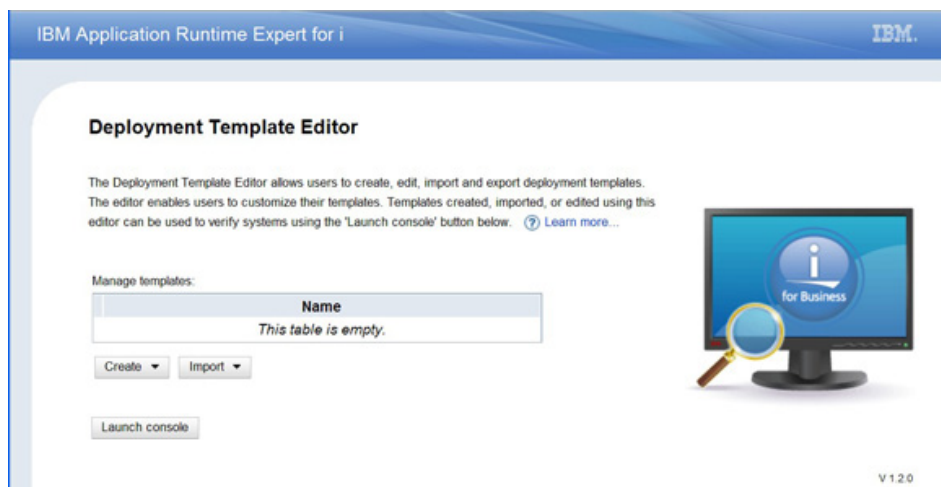 IBM Application Runtime Expert for i
IBM.
Deployment Template Editor
The Deployment Template Editor allows users to create, edit, import and export deployment templates.
The editor enables users to customize their templates. Templates created, imported, or edited using this
editor can be used to verify systems using the 'Launch console' button below. ? Learn more...
Manage templates:
Name
This table is empty.
Create
Import
Launch console
i
for Business
V 1.2.0